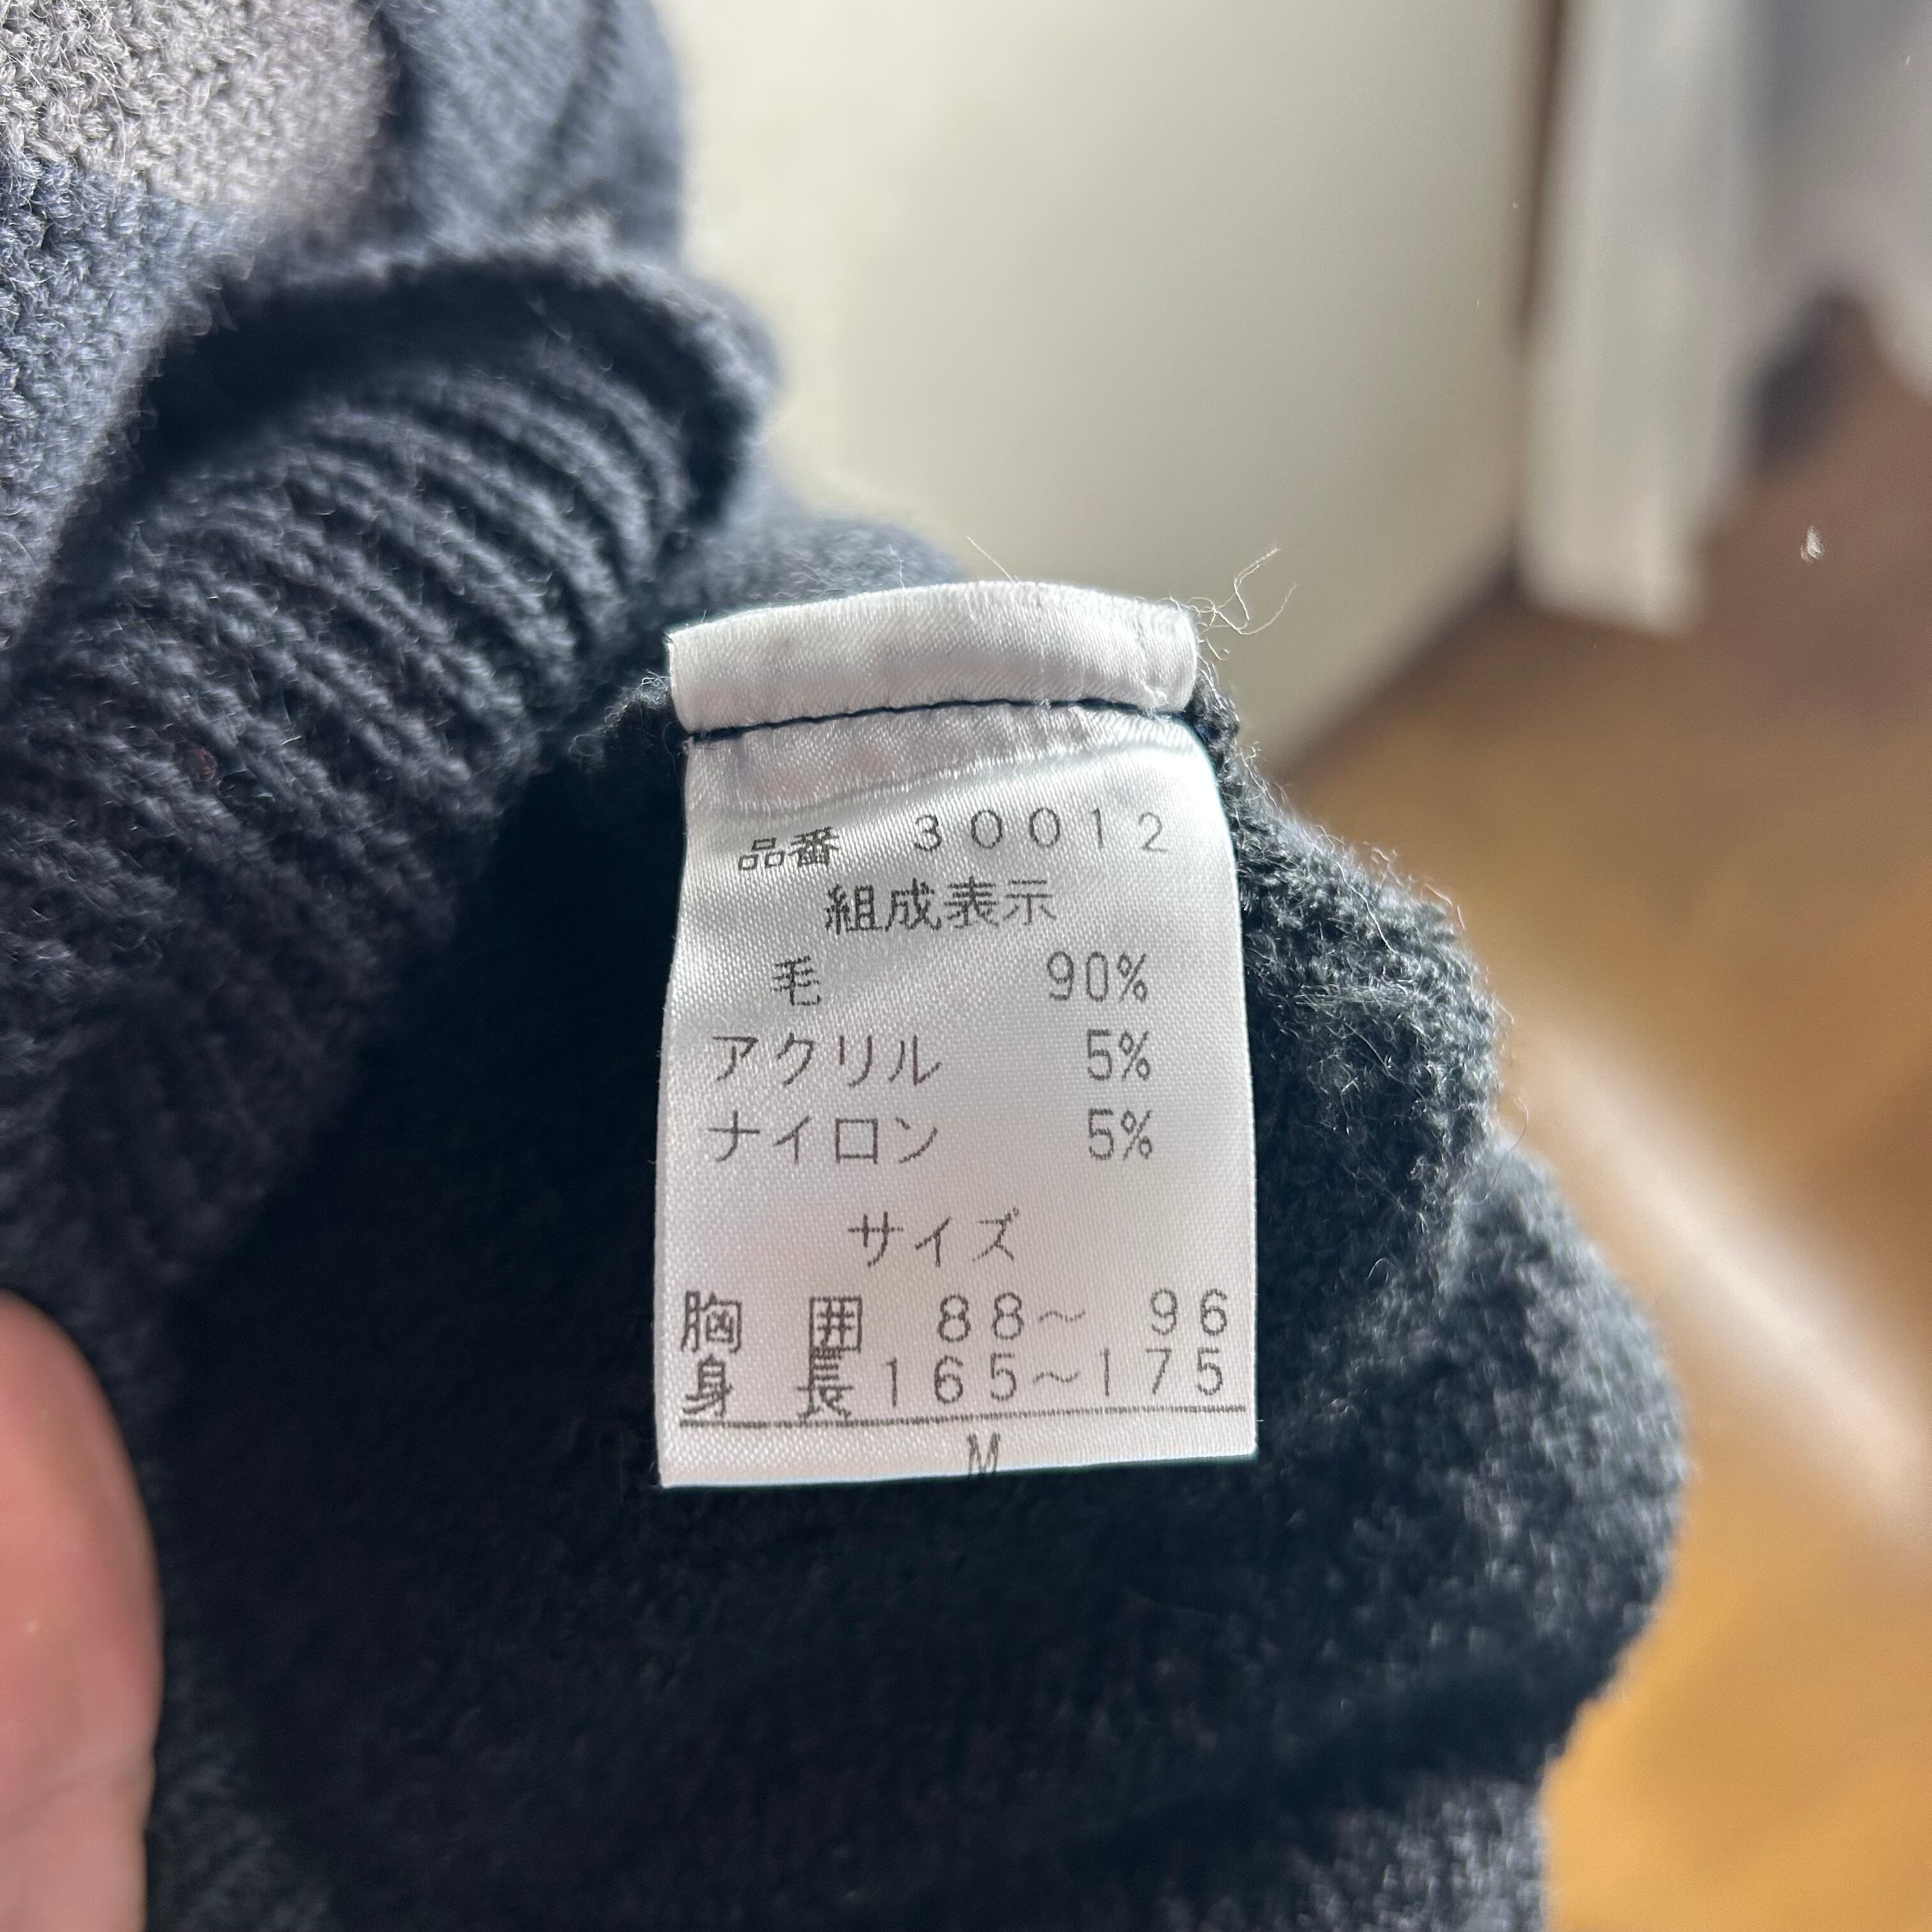 品番 30012
組成表示
毛 90%
アクリル 5%
ナイロン 5%
サイズ
胸 囲 88～ 96
身 長165～175
M